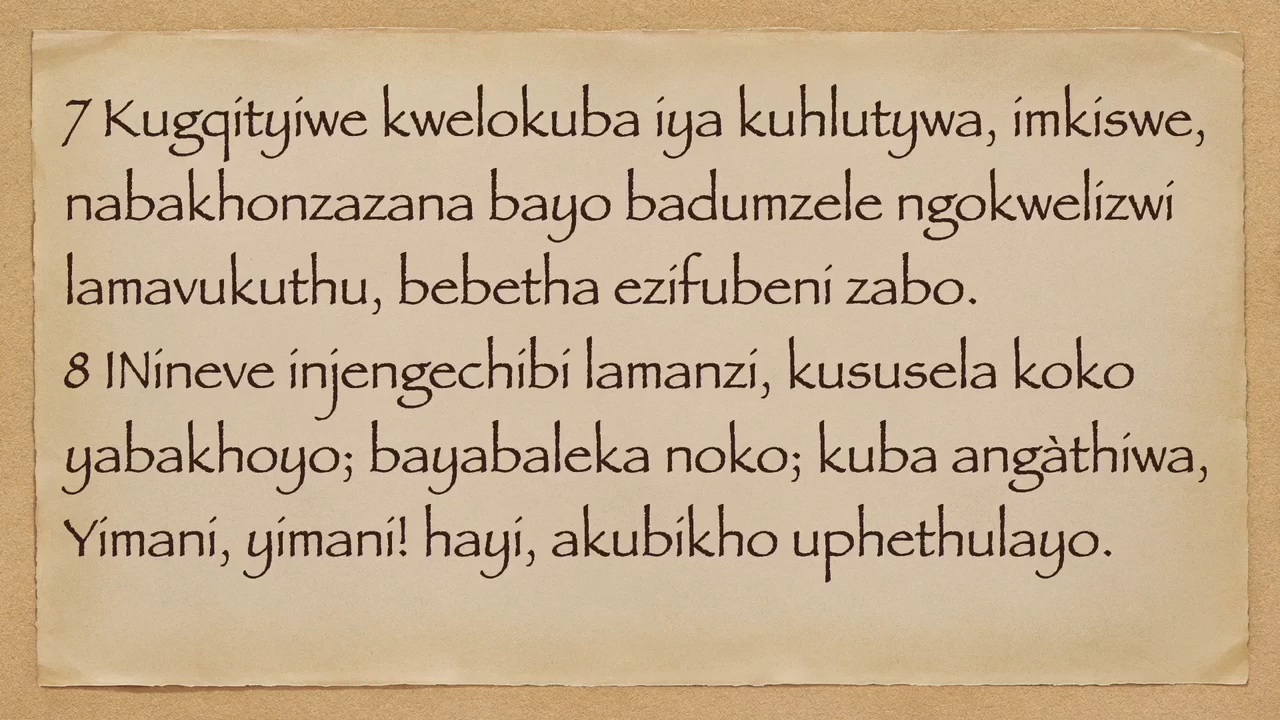 7 Kugqityiwe kwelokuba iya kuhlutywa, imkiswe,
nabakhonzazana bayo badumzele ngokwelizwi
lamavukuthu, bebetha ezifubeni zabo.
8 INineve injengechibi lamanzi, kususela koko
yabakhoyo; bayabaleka noko; kuba angàthiwa,
Yimani, yimani! hayi, akubikho uphethulayo.